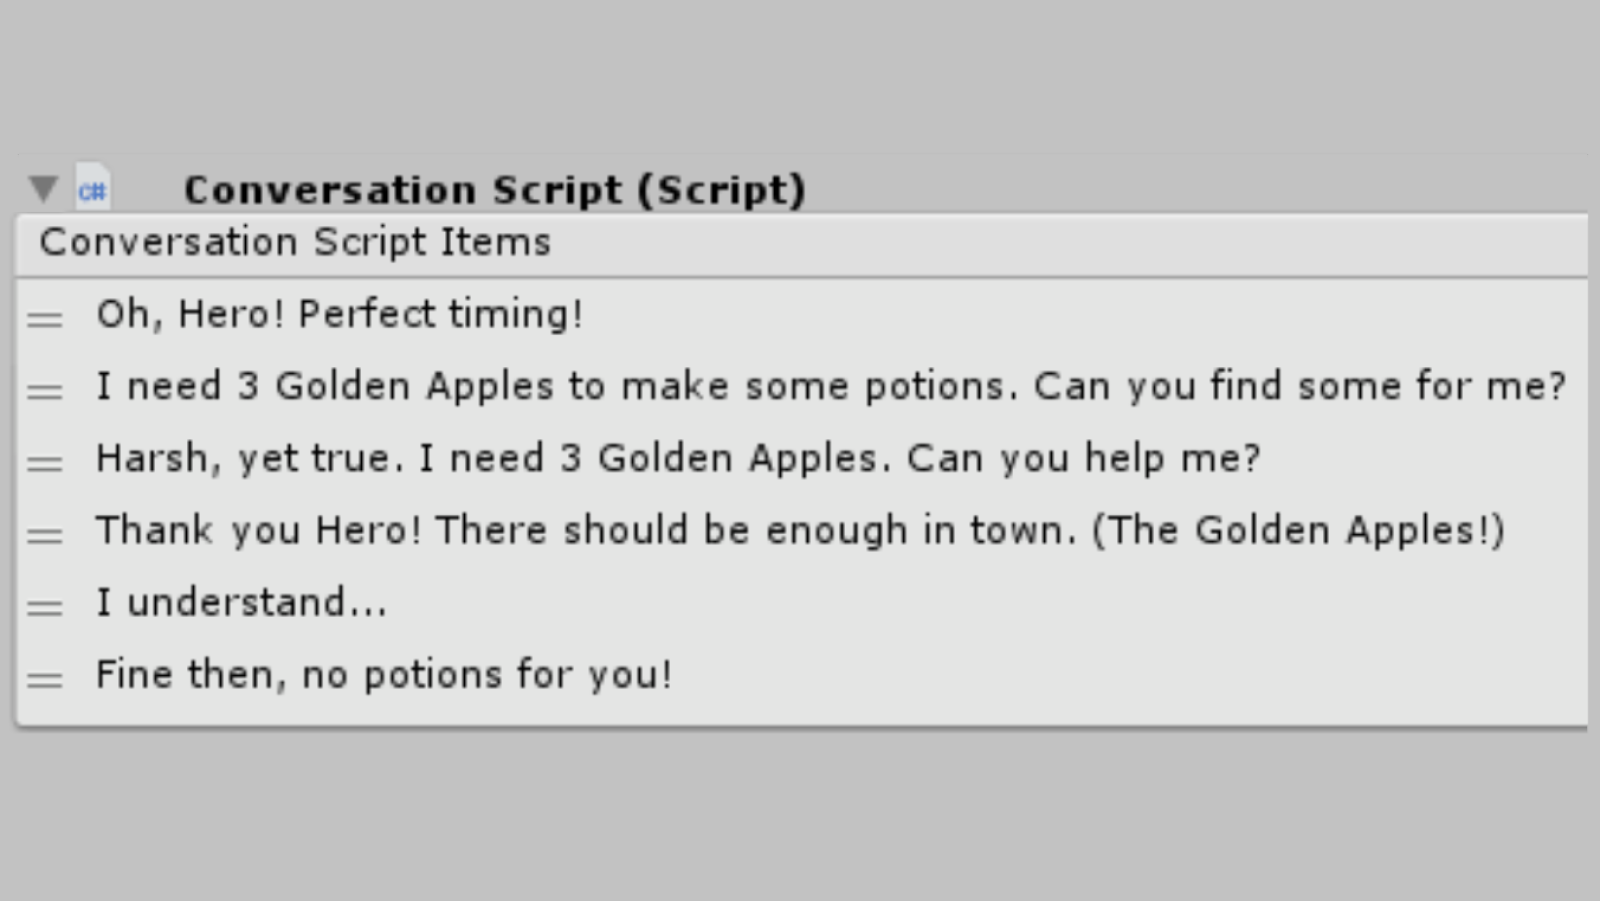 c#
Conversation Script (Script)
Conversation Script Items
Oh, Hero! Perfect timing!
I need 3 Golden Apples to make some potions. Can you find some for me?
Harsh, yet true. I need 3 Golden Apples. Can you help me?
Thank you Hero! There should be enough in town. (The Golden Apples!)
I understand...
Fine then, no potions for you!